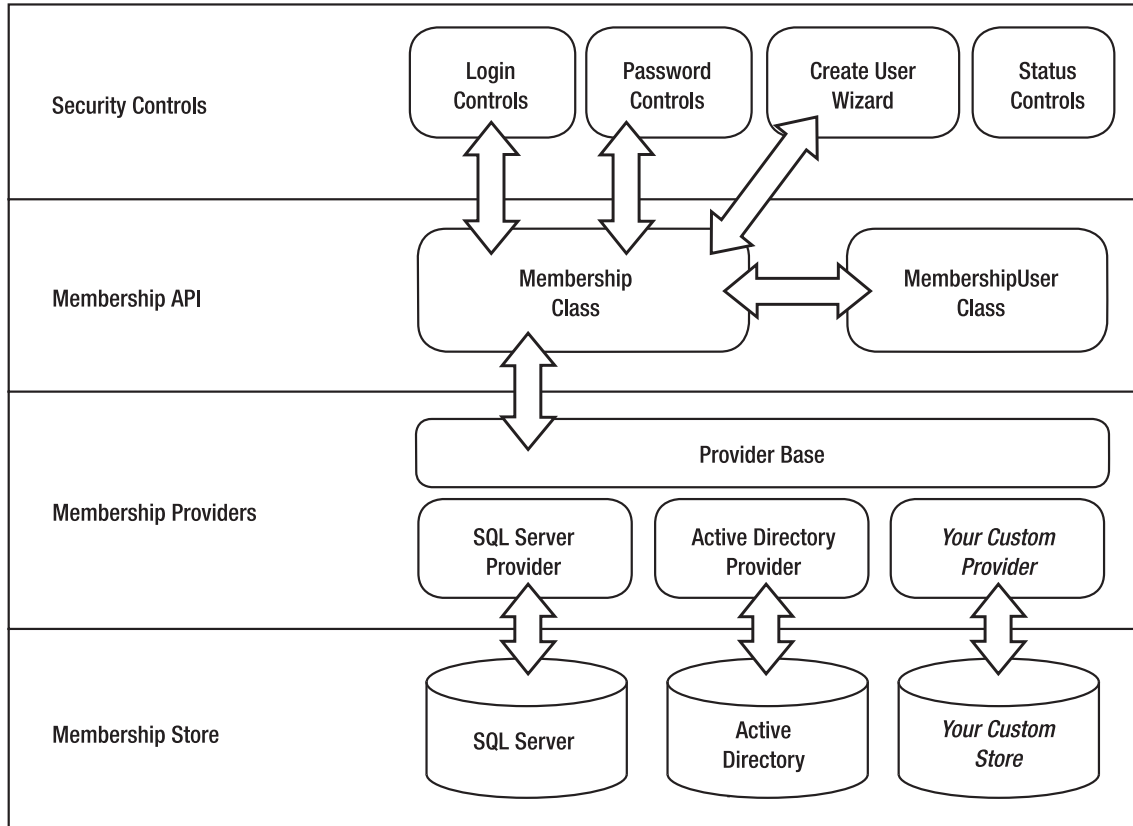 Security Controls
Login
Controls
Password
Controls
Create User
Wizard
Status
Controls
Membership API
Membership
Class
MembershipUser
Class
Membership Providers
Provider Base
SQL Server
Provider
Active Directory
Provider
Your Custom
Provider
Membership Store
SQL Server
Active
Directory
Your Custom
Store